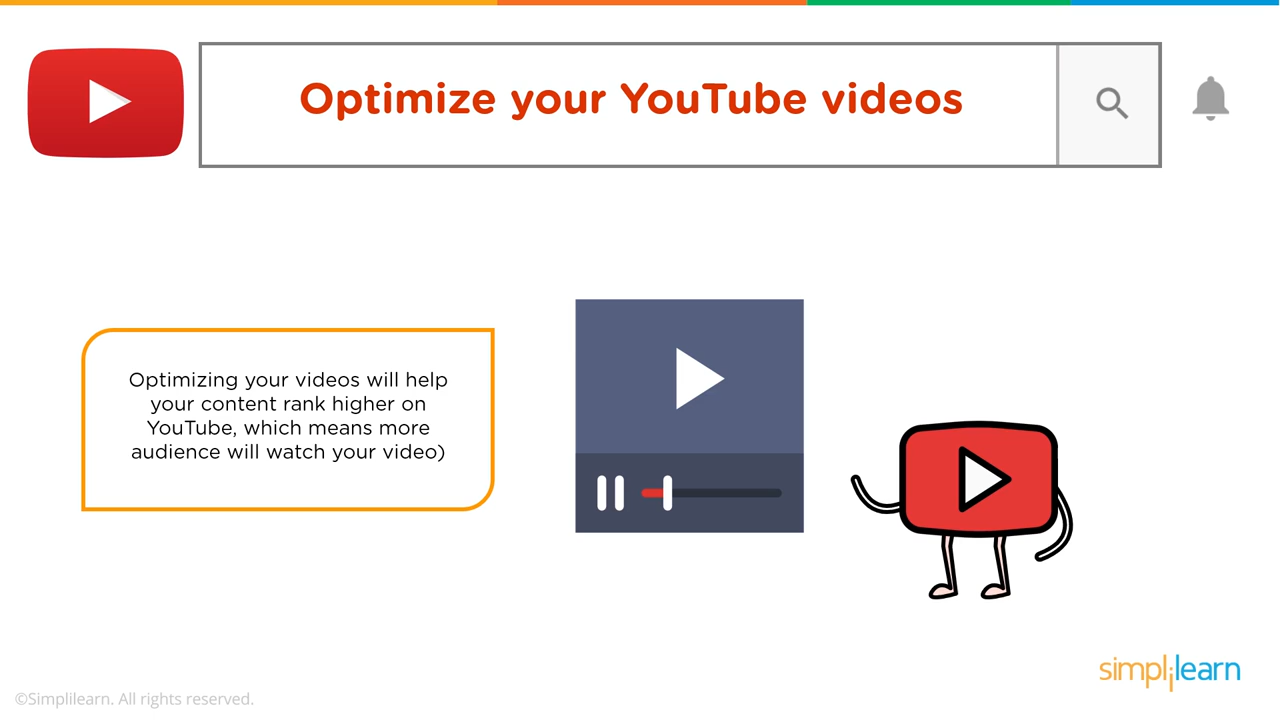 Optimize your YouTube videos
Optimizing your videos will help
your content rank higher on
YouTube, which means more
audience will watch your video)
simplilearn
©Simplilearn. All rights reserved.